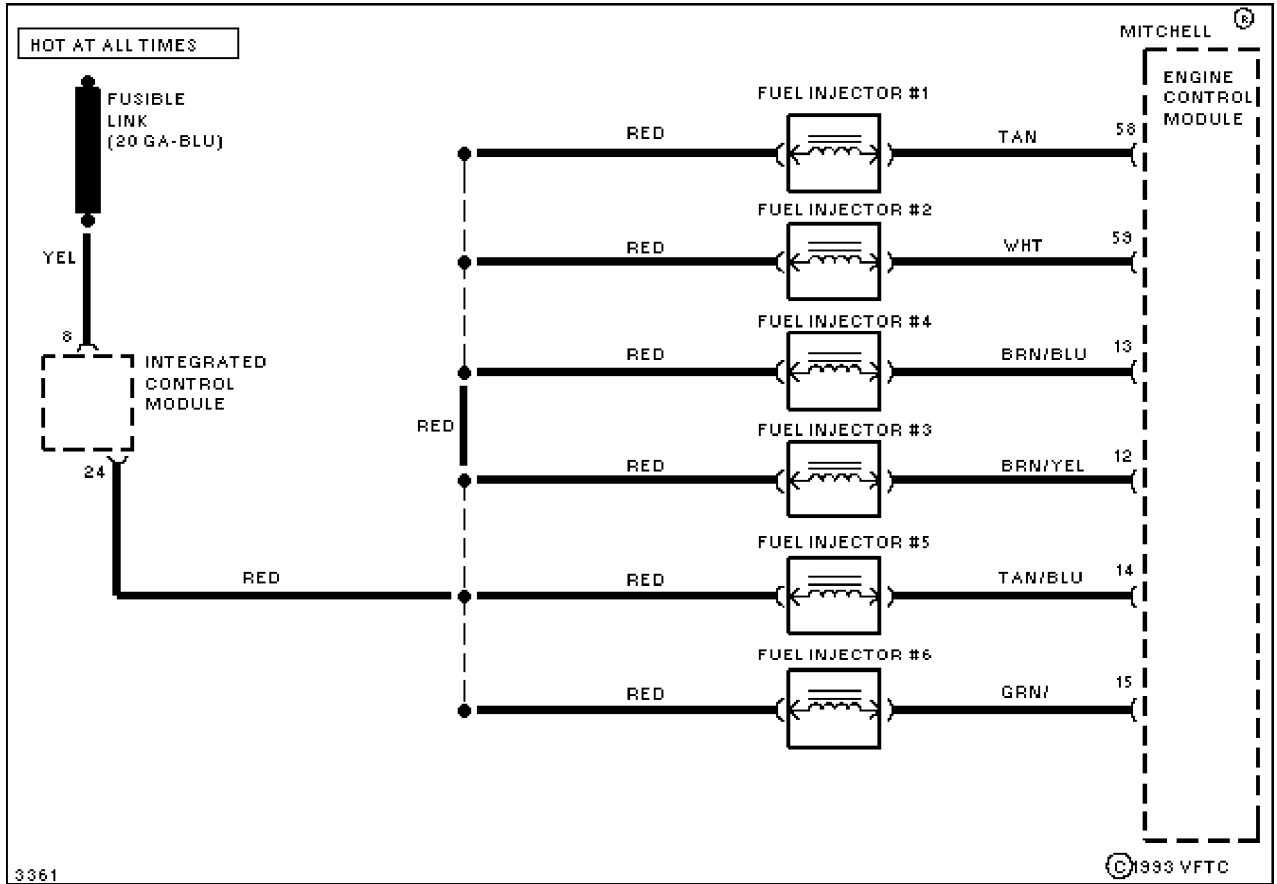 HOT AT ALL TIMES
MITCHELL ®
FUSIBLE
LINK
(20 GA-BLU)
ENGINE
CONTROL
MODULE
FUEL INJECTOR #1
RED
TAN
58
FUEL INJECTOR #2
RED
WHT
59
YEL
8
INTEGRATED
CONTROL
MODULE
24
FUEL INJECTOR #4
RED
BRN/BLU
13
RED
FUEL INJECTOR #3
RED
BRN/YEL
12
FUEL INJECTOR #5
RED
RED
TAN/BLU
14
FUEL INJECTOR #6
RED
GRN/
15
3361
©1993 VFTC